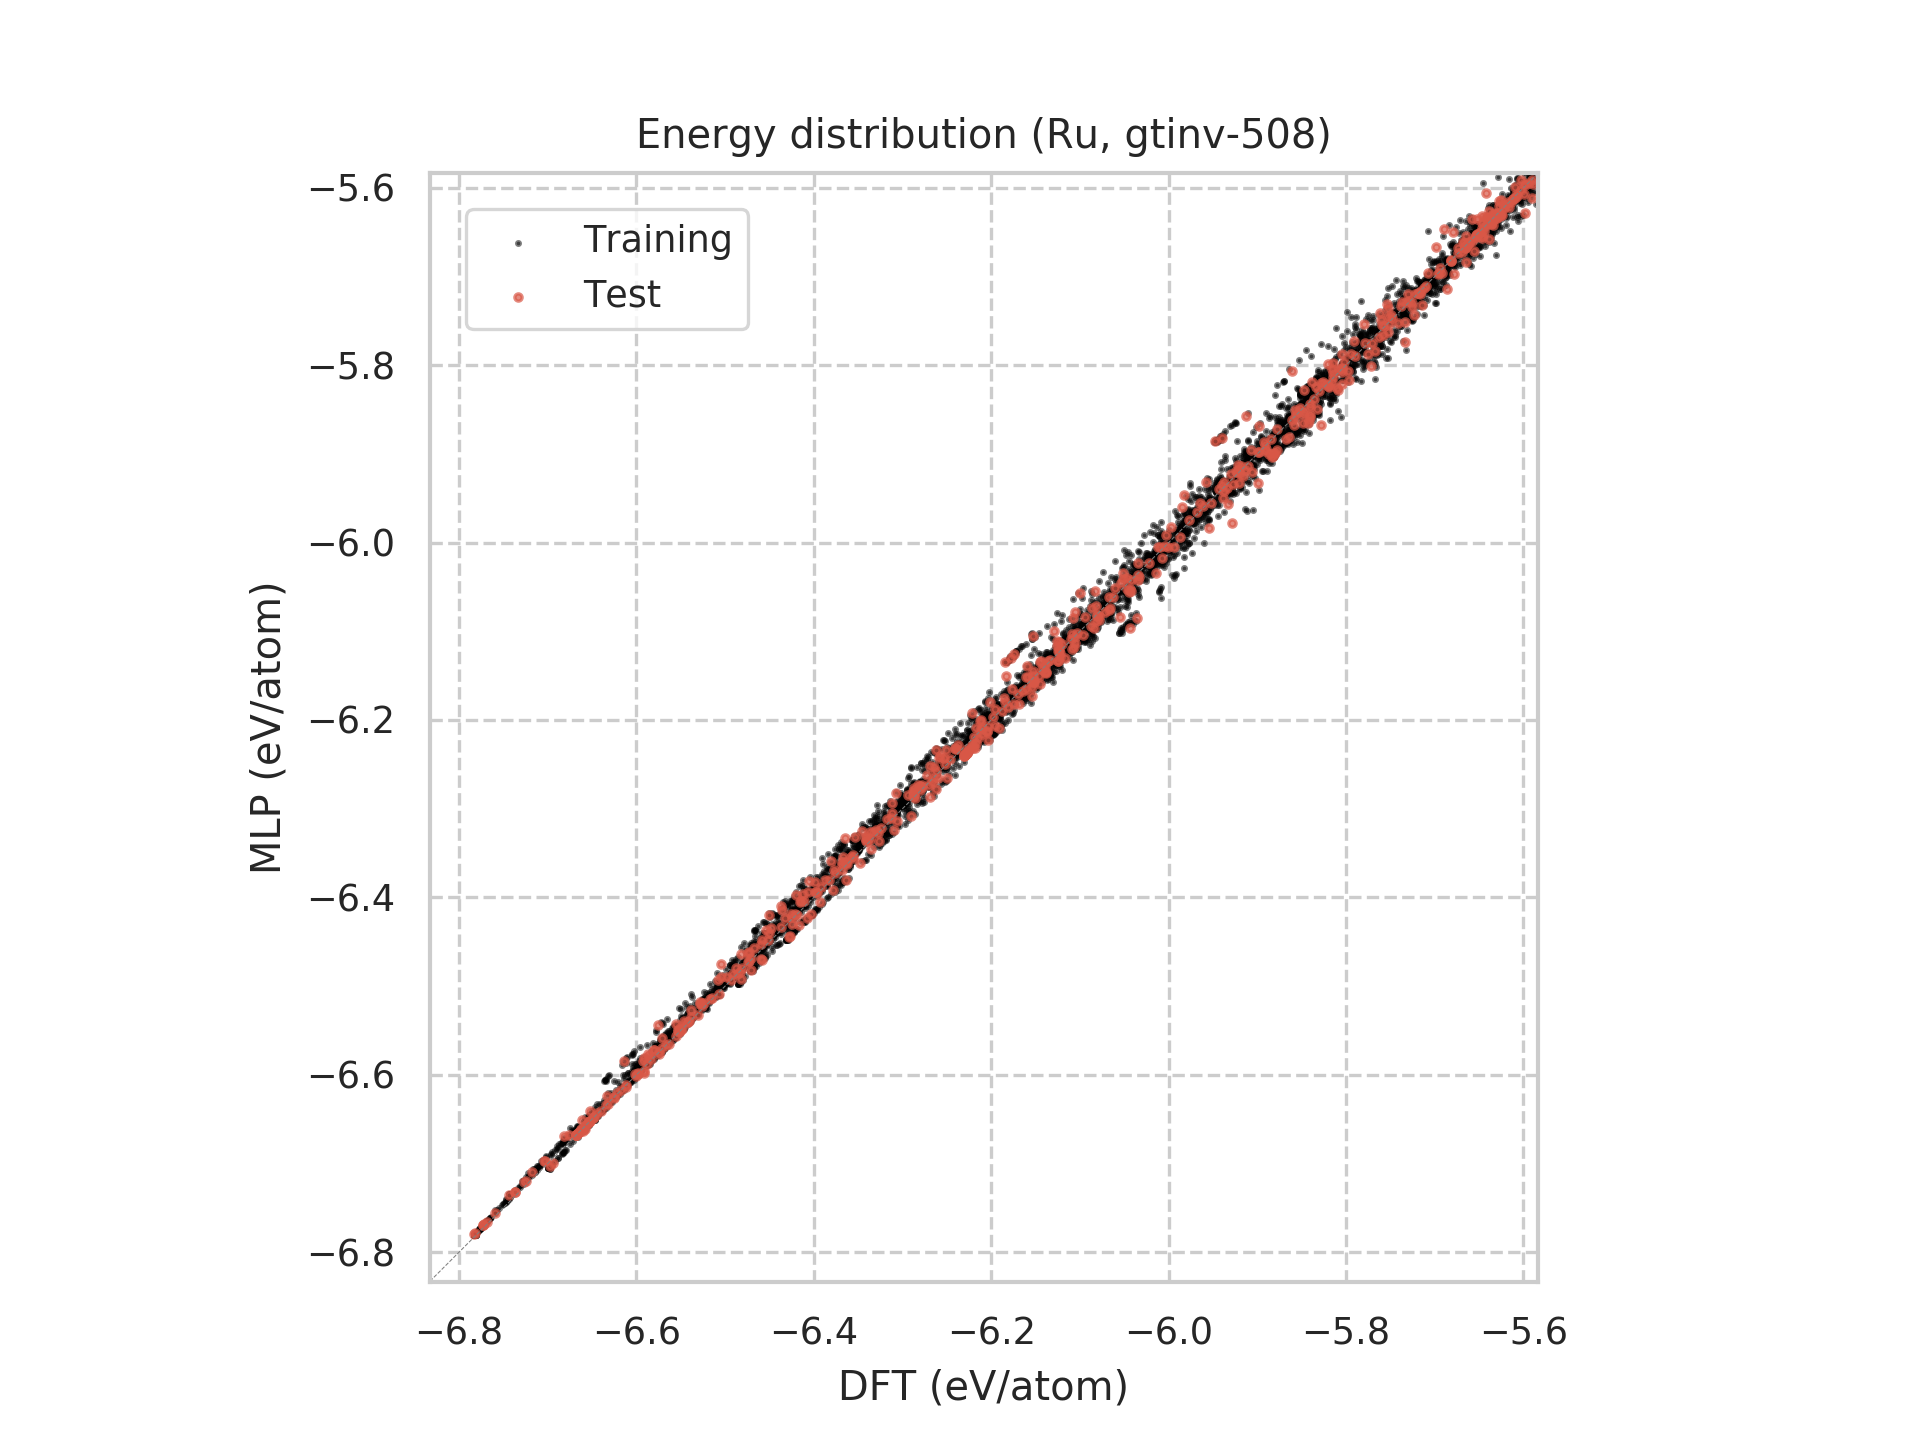 Energy distribution (Ru, gtinv-508)
−5.6
−5.8
−6.0
−6.2
−6.4
−6.6
−6.8
MLP (eV/atom)
Training
Test
−6.8 −6.6 −6.4 −6.2 −6.0 −5.8 −5.6
DFT (eV/atom)